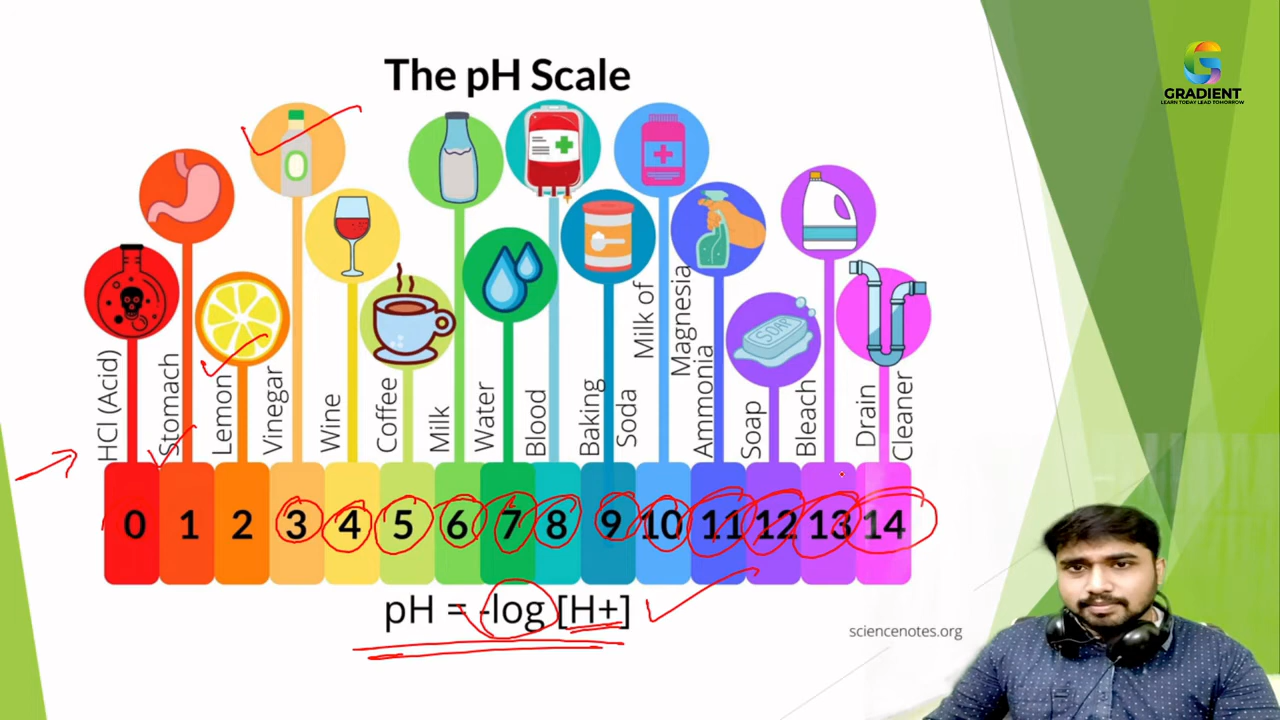 The pH Scale
GRADIENT
LEARN TODAY LEAD TOMORROW
HCl (Acid)
Stomach
Lemon
Vinegar
Wine
Coffee
Milk
Water
Blood
Baking
Soda
Milk of
Magnesia
Ammonia
Soap
SOAP
Bleach
Drain
Cleaner
0 1 2 3 4 5 6 7 8 9 10 11 12 13 14
pH = -log [H+]
sciencenotes.org